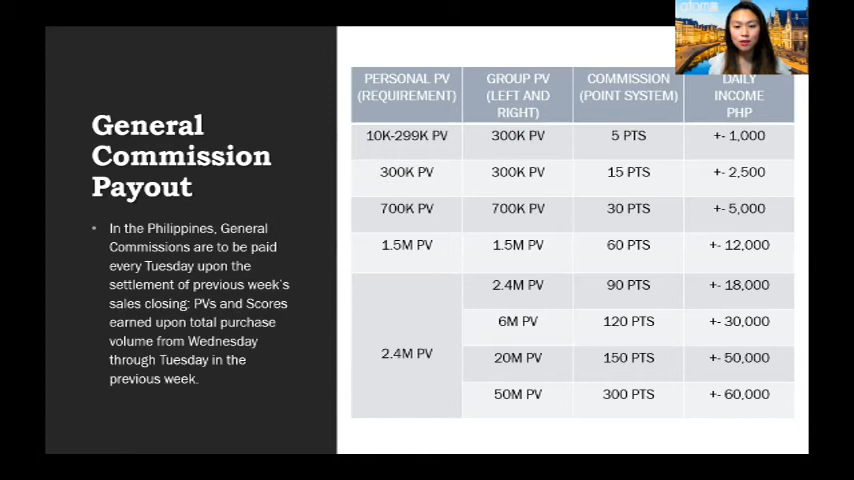 General
Commission
Payout
• In the Philippines, General
Commissions are to be paid
every Tuesday upon the
settlement of previous week's
sales closing: PVs and Scores
earned upon total purchase
volume from Wednesday
through Tuesday in the
previous week.
PERSONAL PV (REQUIREMENT) GROUP PV (LEFT AND RIGHT) COMMISSION (POINT SYSTEM) DAILY INCOME PHP
10K-299K PV 300K PV 5 PTS +- 1,000
300K PV 300K PV 15 PTS +- 2,500
700K PV 700K PV 30 PTS +- 5,000
1.5M PV 1.5M PV 60 PTS +- 12,000
2.4M PV 2.4M PV 90 PTS +- 18,000
6M PV 120 PTS +- 30,000
20M PV 150 PTS +- 50,000
50M PV 300 PTS +- 60,000